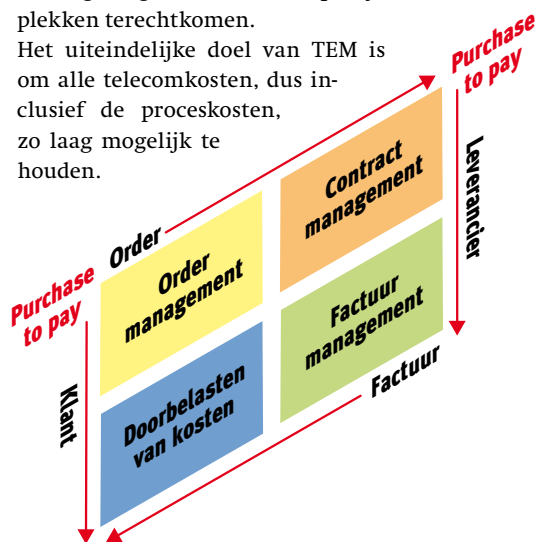 plekken terechtkomen.
Het uiteindelijke doel van TEM is
om alle telecomkosten, dus in-
clusief de proceskosten,
zo laag mogelijk te
houden.
Purchase
to pay
Contract
management
Leverancier
Order
Order
management
Purchase
to pay
Factuur
management
Factuur
Klant
Doorbelasten
van kosten